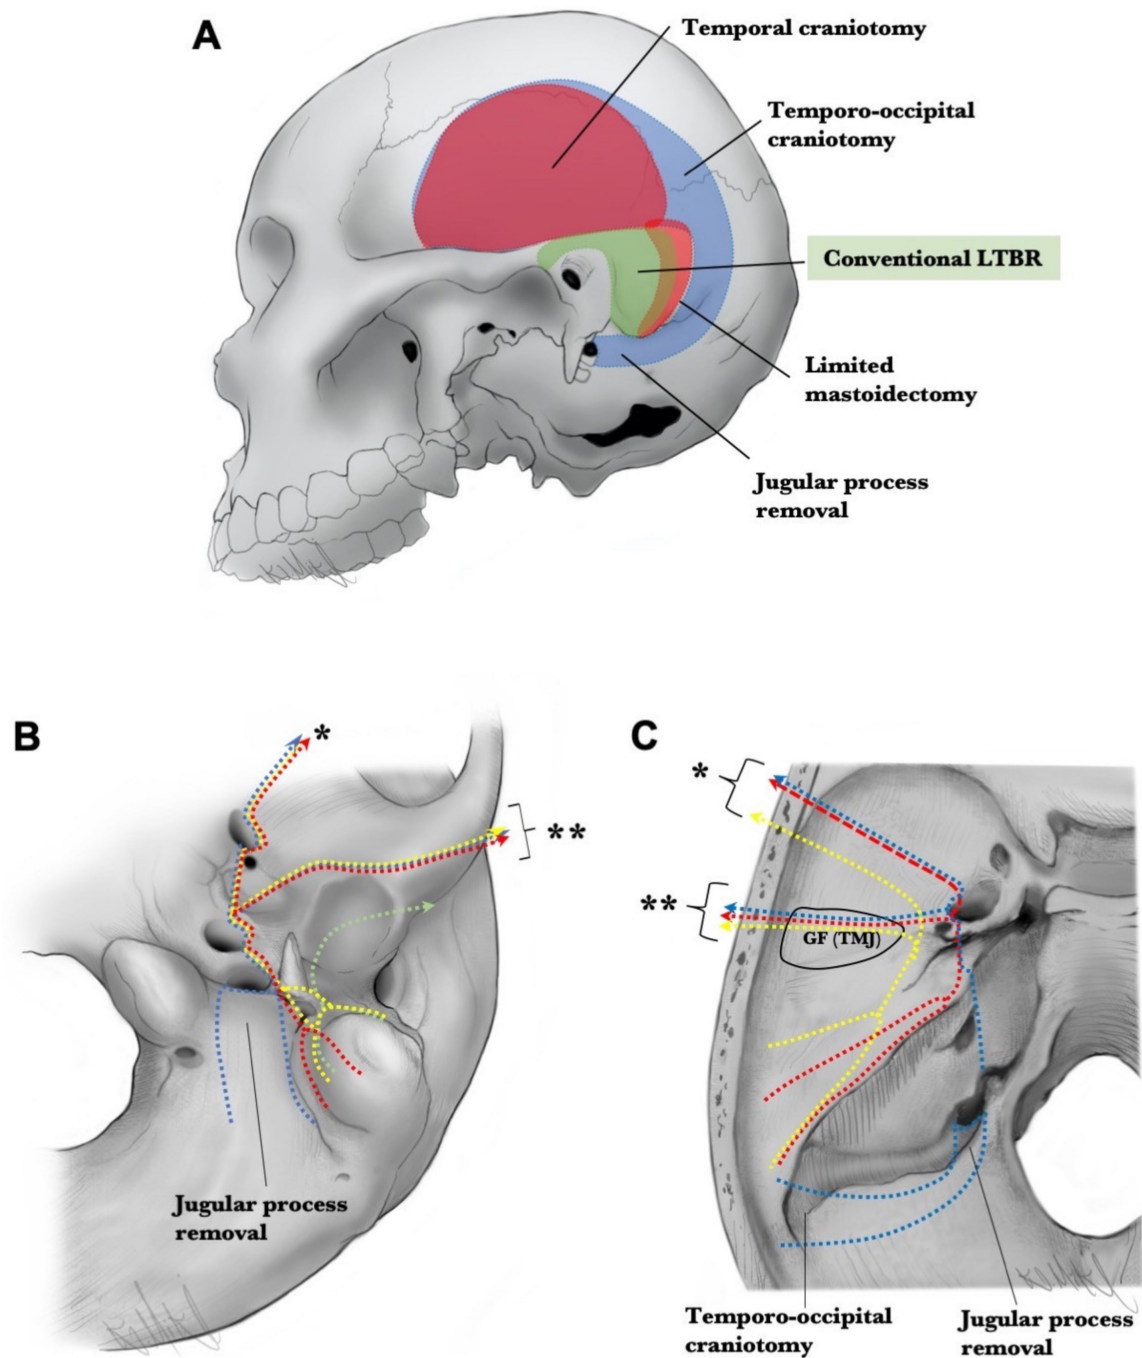 A
Temporal craniotomy
Temporo-occipital
craniotomy
Conventional LTBR
Limited
mastoidectomy
Jugular process
removal
B
*
**
Jugular process
removal
C
*
**
GF (TMJ)
Temporo-occipital
craniotomy
Jugular process
removal